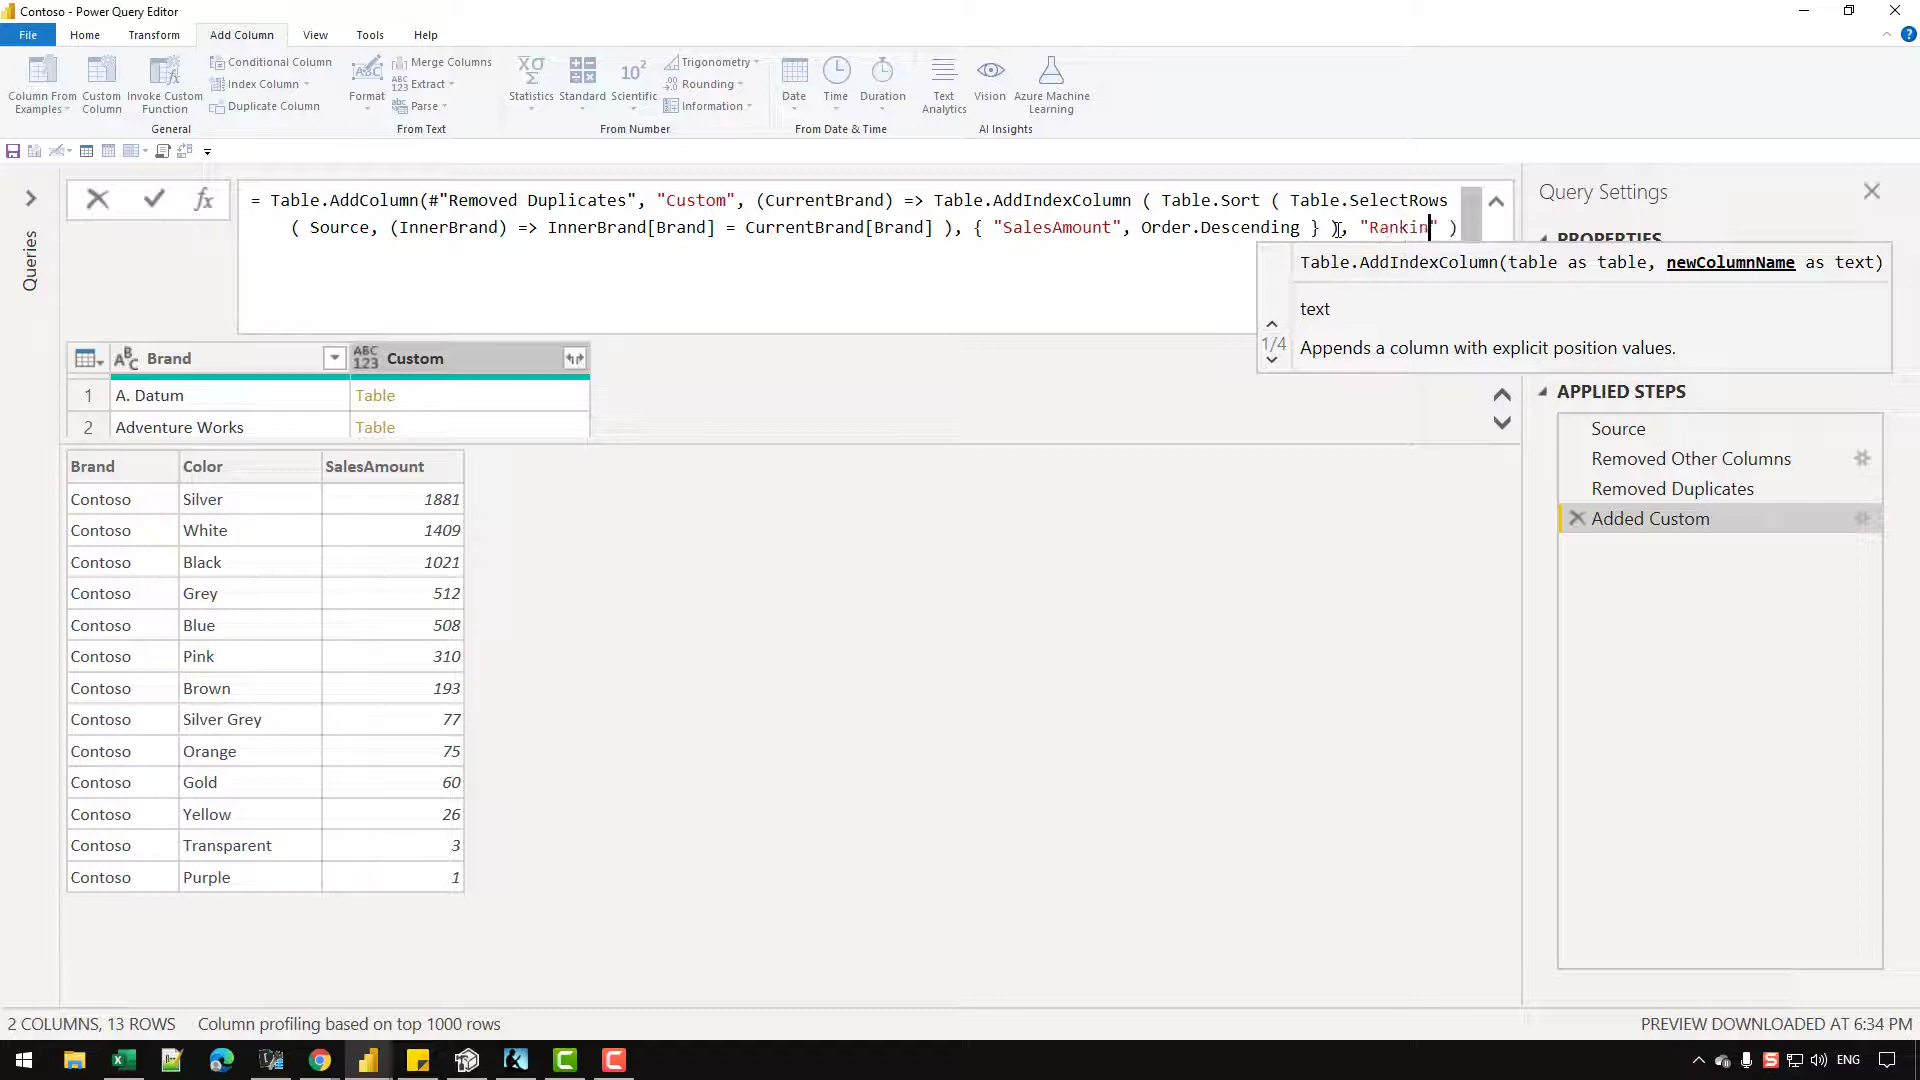 Contoso - Power Query Editor
File Home Transform Add Column View Tools Help
Column From Examples
Custom Column
Invoke Custom Function
Conditional Column
Index Column
Duplicate Column
General
Format
Merge Columns
ABC 123 Extract
Parse
From Text
Statistics
Standard
Scientific
Trigonometry
Rounding
Information
From Number
Date
Time
Duration
From Date & Time
Text Analytics
Vision
Azure Machine Learning
AI Insights
Queries
= Table.AddColumn(#"Removed Duplicates", "Custom", (CurrentBrand) => Table.AddIndexColumn ( Table.Sort ( Table.SelectRows
( Source, (InnerBrand) => InnerBrand[Brand] = CurrentBrand[Brand] ), { "SalesAmount", Order.Descending } ), "Rankin" )
Table.AddIndexColumn(table as table, newColumnName as text)
text
1/4
Appends a column with explicit position values.
Brand ABC 123 Custom
1 A. Datum Table
2 Adventure Works Table
Brand Color SalesAmount
Contoso Silver 1881
Contoso White 1409
Contoso Black 1021
Contoso Grey 512
Contoso Blue 508
Contoso Pink 310
Contoso Brown 193
Contoso Silver Grey 77
Contoso Orange 75
Contoso Gold 60
Contoso Yellow 26
Contoso Transparent 3
Contoso Purple 1
Query Settings
PROPERTIES
APPLIED STEPS
Source
Removed Other Columns
Removed Duplicates
Added Custom
2 COLUMNS, 13 ROWS Column profiling based on top 1000 rows
PREVIEW DOWNLOADED AT 6:34 PM
ENG